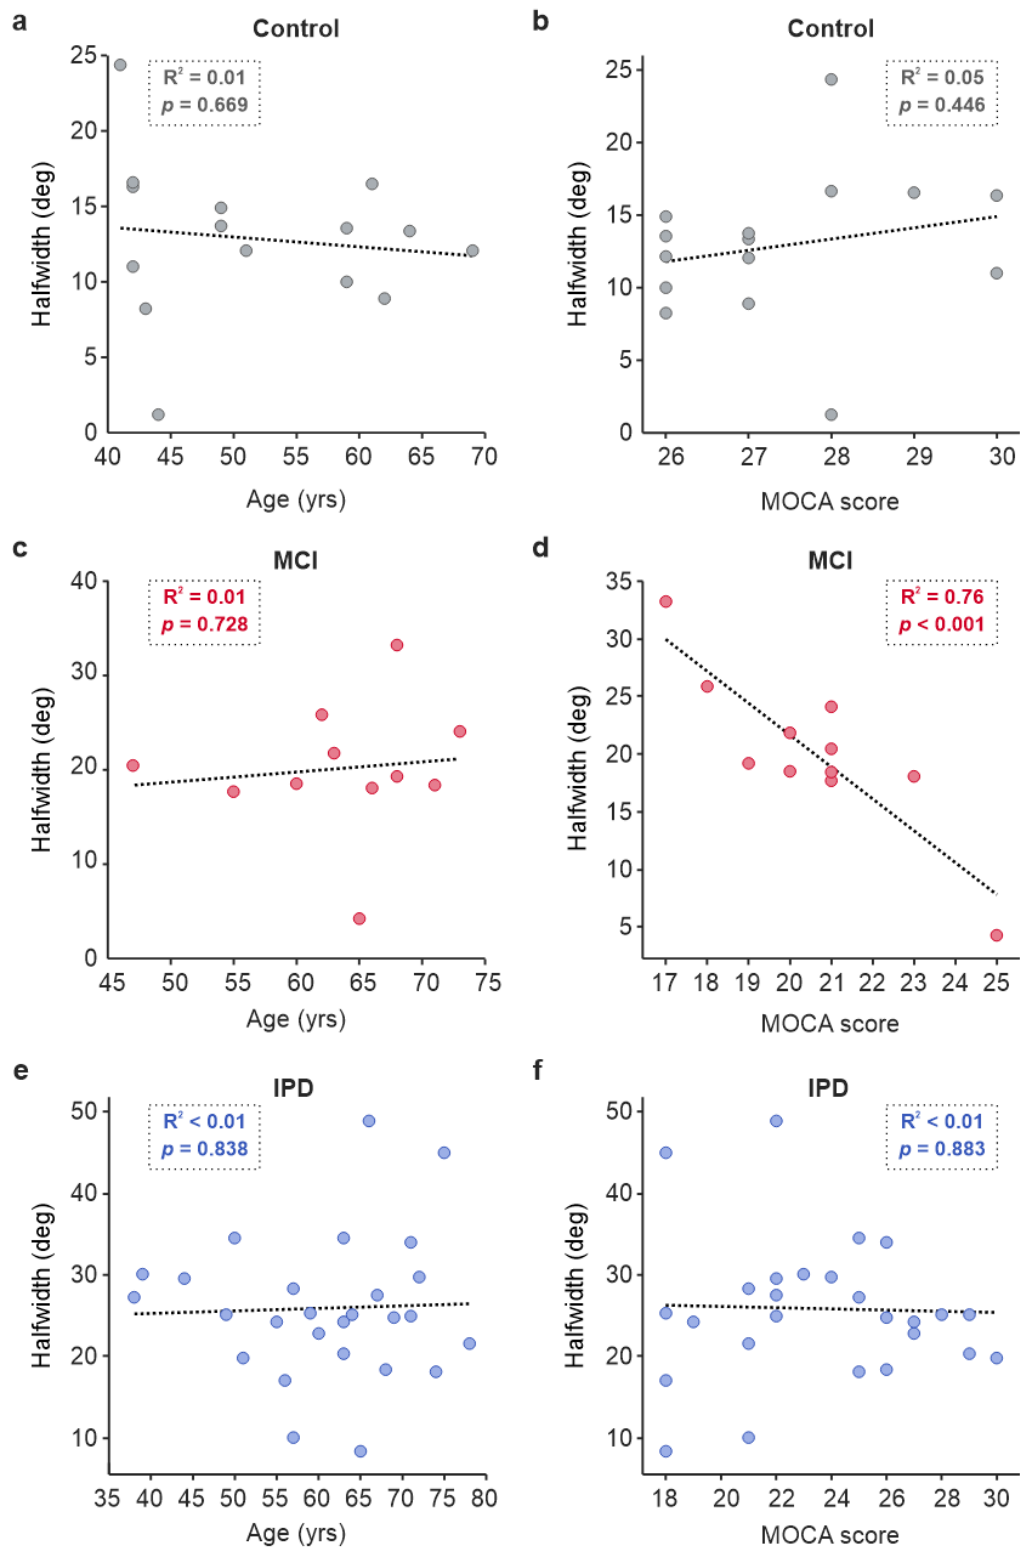 a
Control
R² = 0.01
p = 0.669
Halfwidth (deg)
25
20
15
10
5
0
40 45 50 55 60 65 70
Age (yrs)
b
Control
R² = 0.05
p = 0.446
Halfwidth (deg)
25
20
15
10
5
0
26 27 28 29 30
MOCA score
c
MCI
R² = 0.01
p = 0.728
Halfwidth (deg)
40
30
20
10
0
45 50 55 60 65 70 75
Age (yrs)
d
MCI
R² = 0.76
p < 0.001
Halfwidth (deg)
35
30
25
20
15
10
5
17 18 19 20 21 22 23 24 25
MOCA score
e
IPD
R² < 0.01
p = 0.838
Halfwidth (deg)
50
40
30
20
10
35 40 45 50 55 60 65 70 75 80
Age (yrs)
f
IPD
R² < 0.01
p = 0.883
Halfwidth (deg)
50
40
30
20
10
18 20 22 24 26 28 30
MOCA score